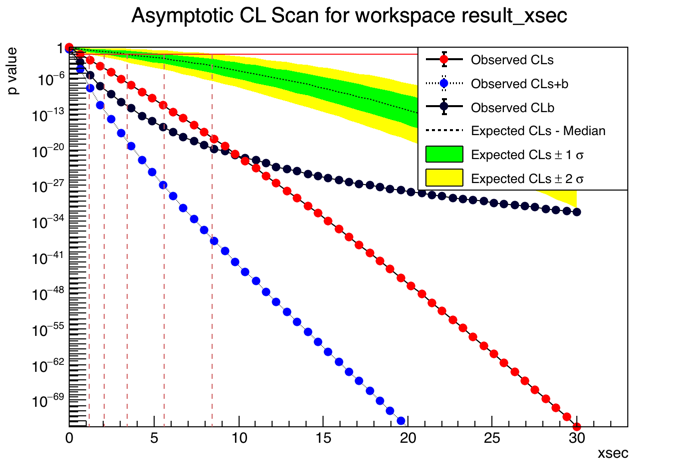 Asymptotic CL Scan for workspace result_xsec
p value
1
10⁻⁶
10⁻¹³
10⁻²⁰
10⁻²⁷
10⁻³⁴
10⁻⁴¹
10⁻⁴⁸
10⁻⁵⁵
10⁻⁶²
10⁻⁶⁹
Observed CLs
Observed CLs+b
Observed CLb
Expected CLs - Median
Expected CLs ± 1 σ
Expected CLs ± 2 σ
0 5 10 15 20 25 30
xsec